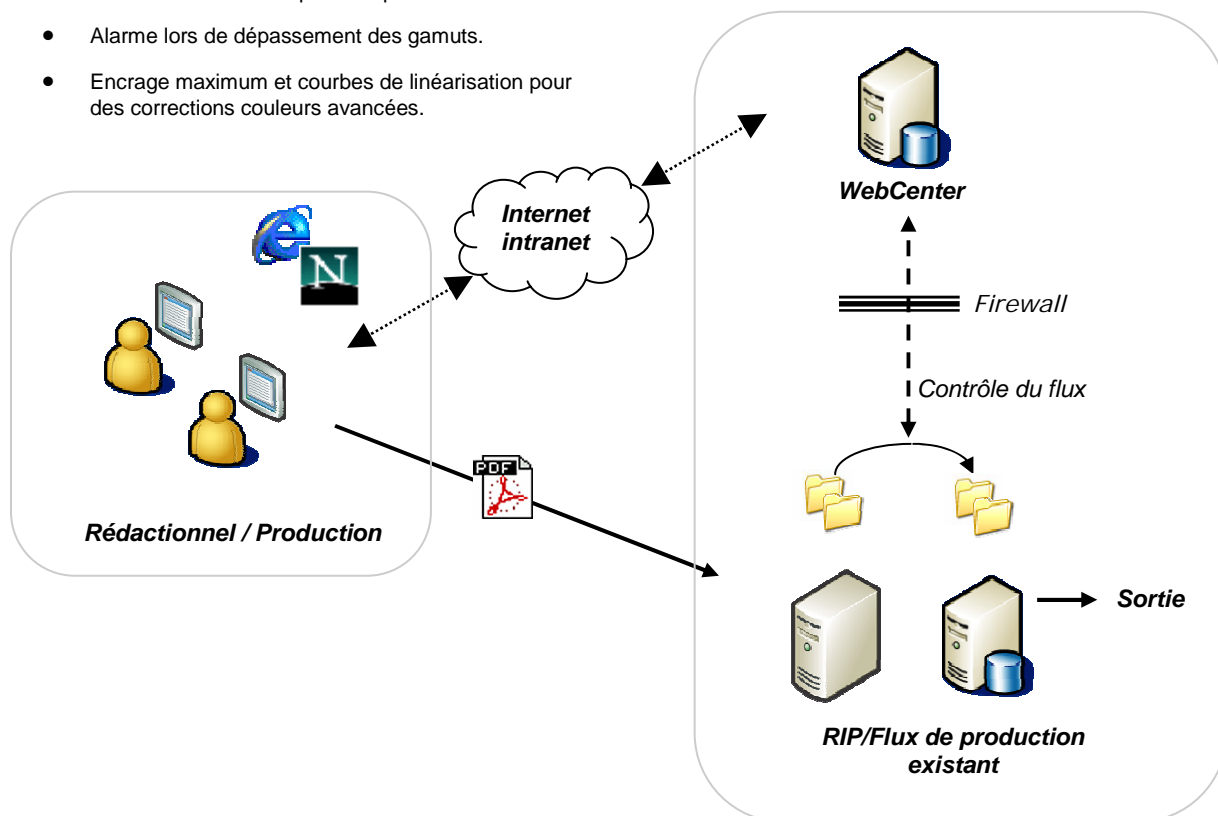 Alarme lors de dépassement des gamuts.
Encrage maximum et courbes de linéarisation pour
des corrections couleurs avancées.
WebCenter
Internet
intranet
N
Firewall
Contrôle du flux
PDF
Rédactionnel / Production
Sortie
RIP/Flux de production
existant